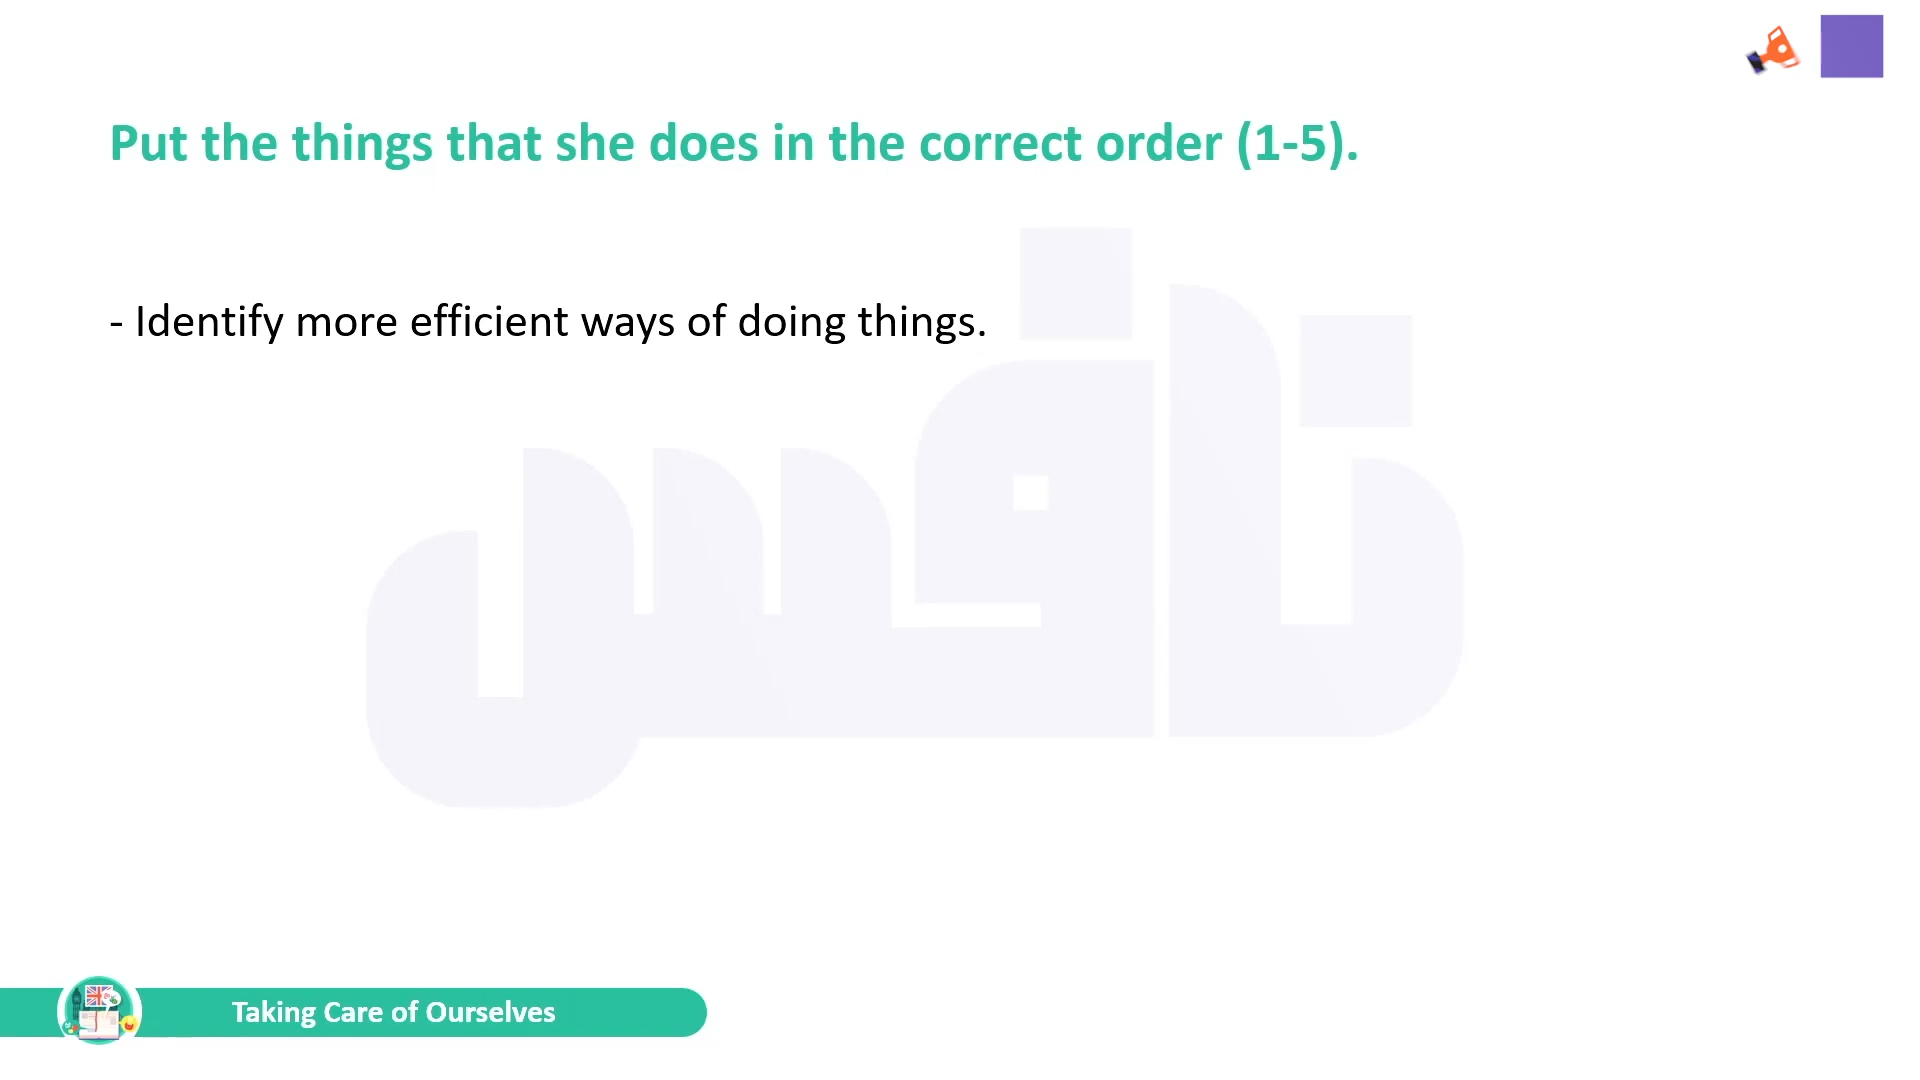 Put the things that she does in the correct order (1-5).
- Identify more efficient ways of doing things.
نافس
Taking Care of Ourselves